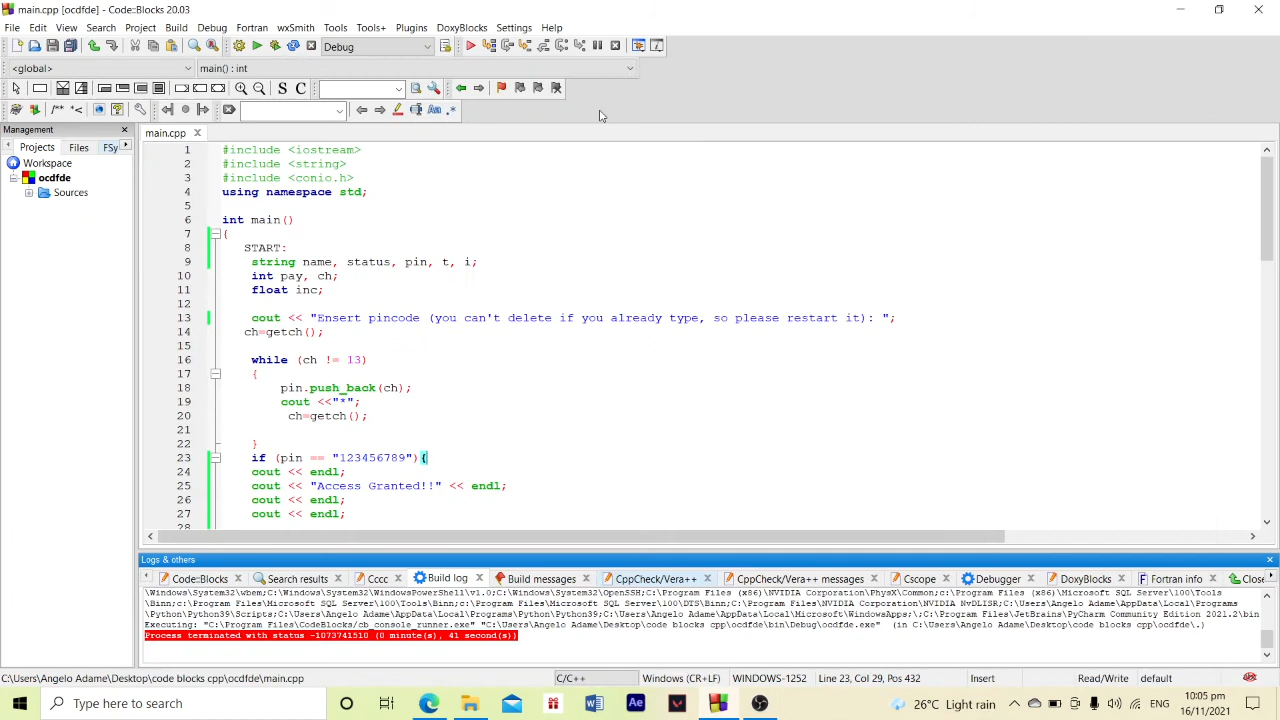 main.cpp [ocdfde] - Code::Blocks 20.03
File Edit View Search Project Build Debug Fortran wxSmith Tools Tools+ Plugins DoxyBlocks Settings Help
Debug
<global> main() : int
S C
/** *< Aa .*
Management
Projects Files FSy
Workspace
ocdfde
Sources
main.cpp
1 #include <iostream>
2 #include <string>
3 #include <conio.h>
4 using namespace std;
5
6 int main()
7 {
8 START:
9 string name, status, pin, t, i;
10 int pay, ch;
11 float inc;
12
13 cout << "Ensert pincode (you can't delete if you already type, so please restart it): ";
14 ch=getch();
15
16 while (ch != 13)
17 {
18 pin.push_back(ch);
19 cout <<"*";
20 ch=getch();
21
22 }
23 if (pin == "123456789"){
24 cout << endl;
25 cout << "Access Granted!!" << endl;
26 cout << endl;
27 cout << endl;
28
Logs & others
Code::Blocks Search results Cccc Build log Build messages CppCheck/Vera++ CppCheck/Vera++ messages Cscope Debugger DoxyBlocks Fortran info Close
\Windows\System32\wbem;C:\Windows\System32\WindowsPowerShell\v1.0;C:\Windows\System32\OpenSSH;C:\Program Files (x86)\NVIDIA Corporation\PhysX\Common;c:\Program Files (x86)\Microsoft SQL Server\100\Tools
\Binn;c:\Program Files\Microsoft SQL Server\100\Tools\Binn;c:\Program Files\Microsoft SQL Server\100\DTS\Binn;C:\Program Files\NVIDIA Corporation\NVIDIA NvDLISR;C:\Users\Angelo Adame\AppData\Local\Programs
\Python\Python39\Scripts;C:\Users\Angelo Adame\AppData\Local\Programs\Python\Python39;C:\Users\Angelo Adame\AppData\Local\Microsoft\WindowsApps;;C:\Program Files\JetBrains\PyCharm Community Edition 2021.2\bin
Executing: "C:\Program Files\CodeBlocks/cb_console_runner.exe" "C:\Users\Angelo Adame\Desktop\code blocks cpp\ocdfde\bin\Debug\ocdfde.exe" (in C:\Users\Angelo Adame\Desktop\code blocks cpp\ocdfde\.)
Process terminated with status -1073741510 (0 minute(s), 41 second(s))
C:\Users\Angelo Adame\Desktop\code blocks cpp\ocdfde\main.cpp C/C++ Windows (CR+LF) WINDOWS-1252 Line 23, Col 29, Pos 432 Insert Read/Write default
Type here to search 26°C Light rain ENG 10:05 pm
16/11/2021